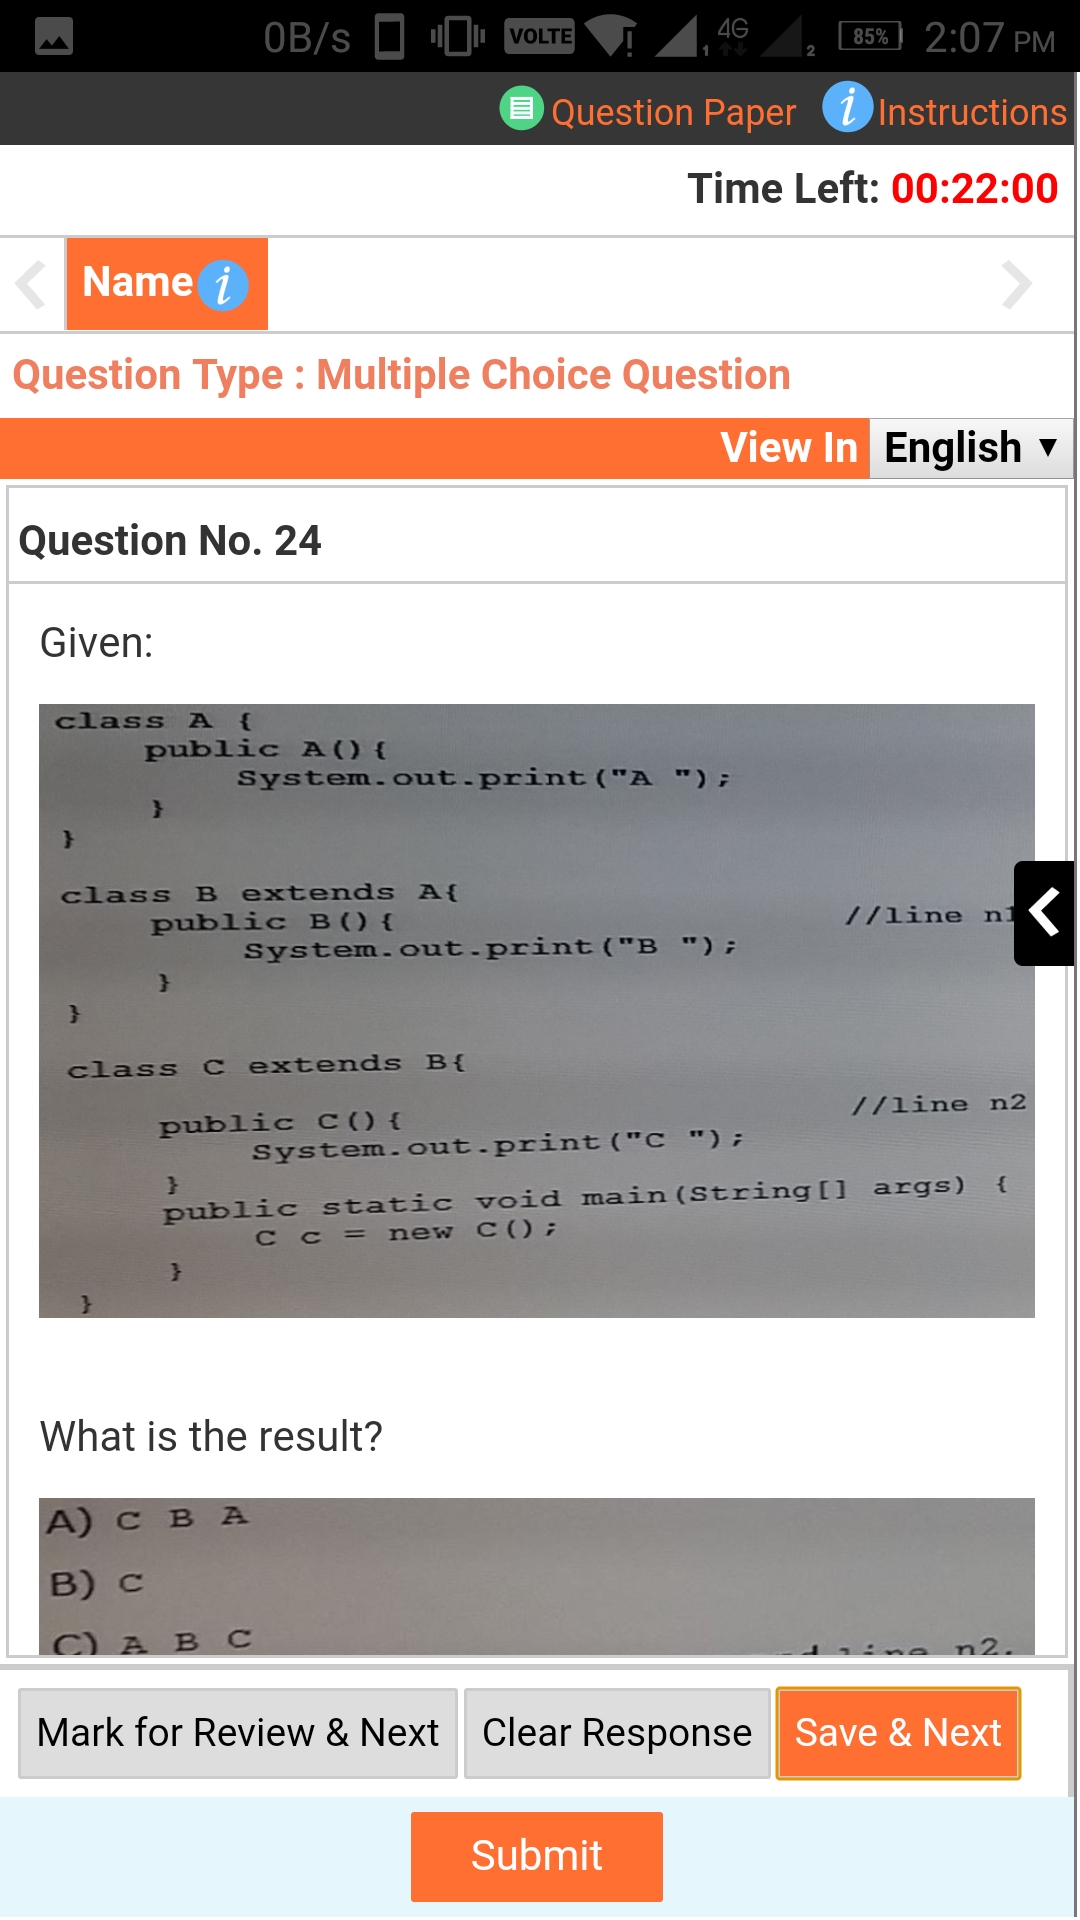 0B/s VOLTE 1 4G 2 85% 2:07 PM
Question Paper i Instructions
Time Left: 00:22:00
Name i
Question Type : Multiple Choice Question
View In English
Question No. 24
Given:
class A {
public A(){
System.out.print("A ");
}
}
class B extends A{
public B(){ //line n1
System.out.print("B ");
}
}
class C extends B{
public C(){ //line n2
System.out.print("C ");
}
public static void main(String[] args) {
C c = new C();
}
}
What is the result?
A) C B A
B) C
C) A B C
line n2.
Mark for Review & Next Clear Response Save & Next
Submit